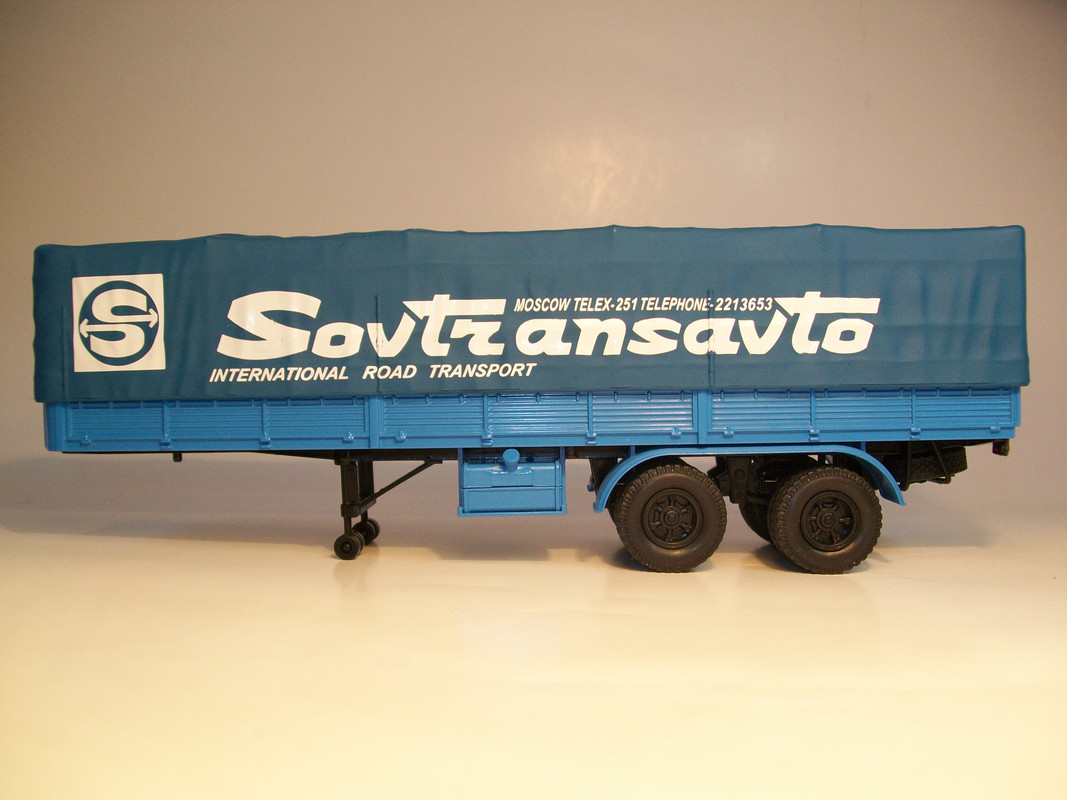 S
MOSCOW TELEX-251 TELEPHONE-2213653
Sovtransavto
INTERNATIONAL ROAD TRANSPORT